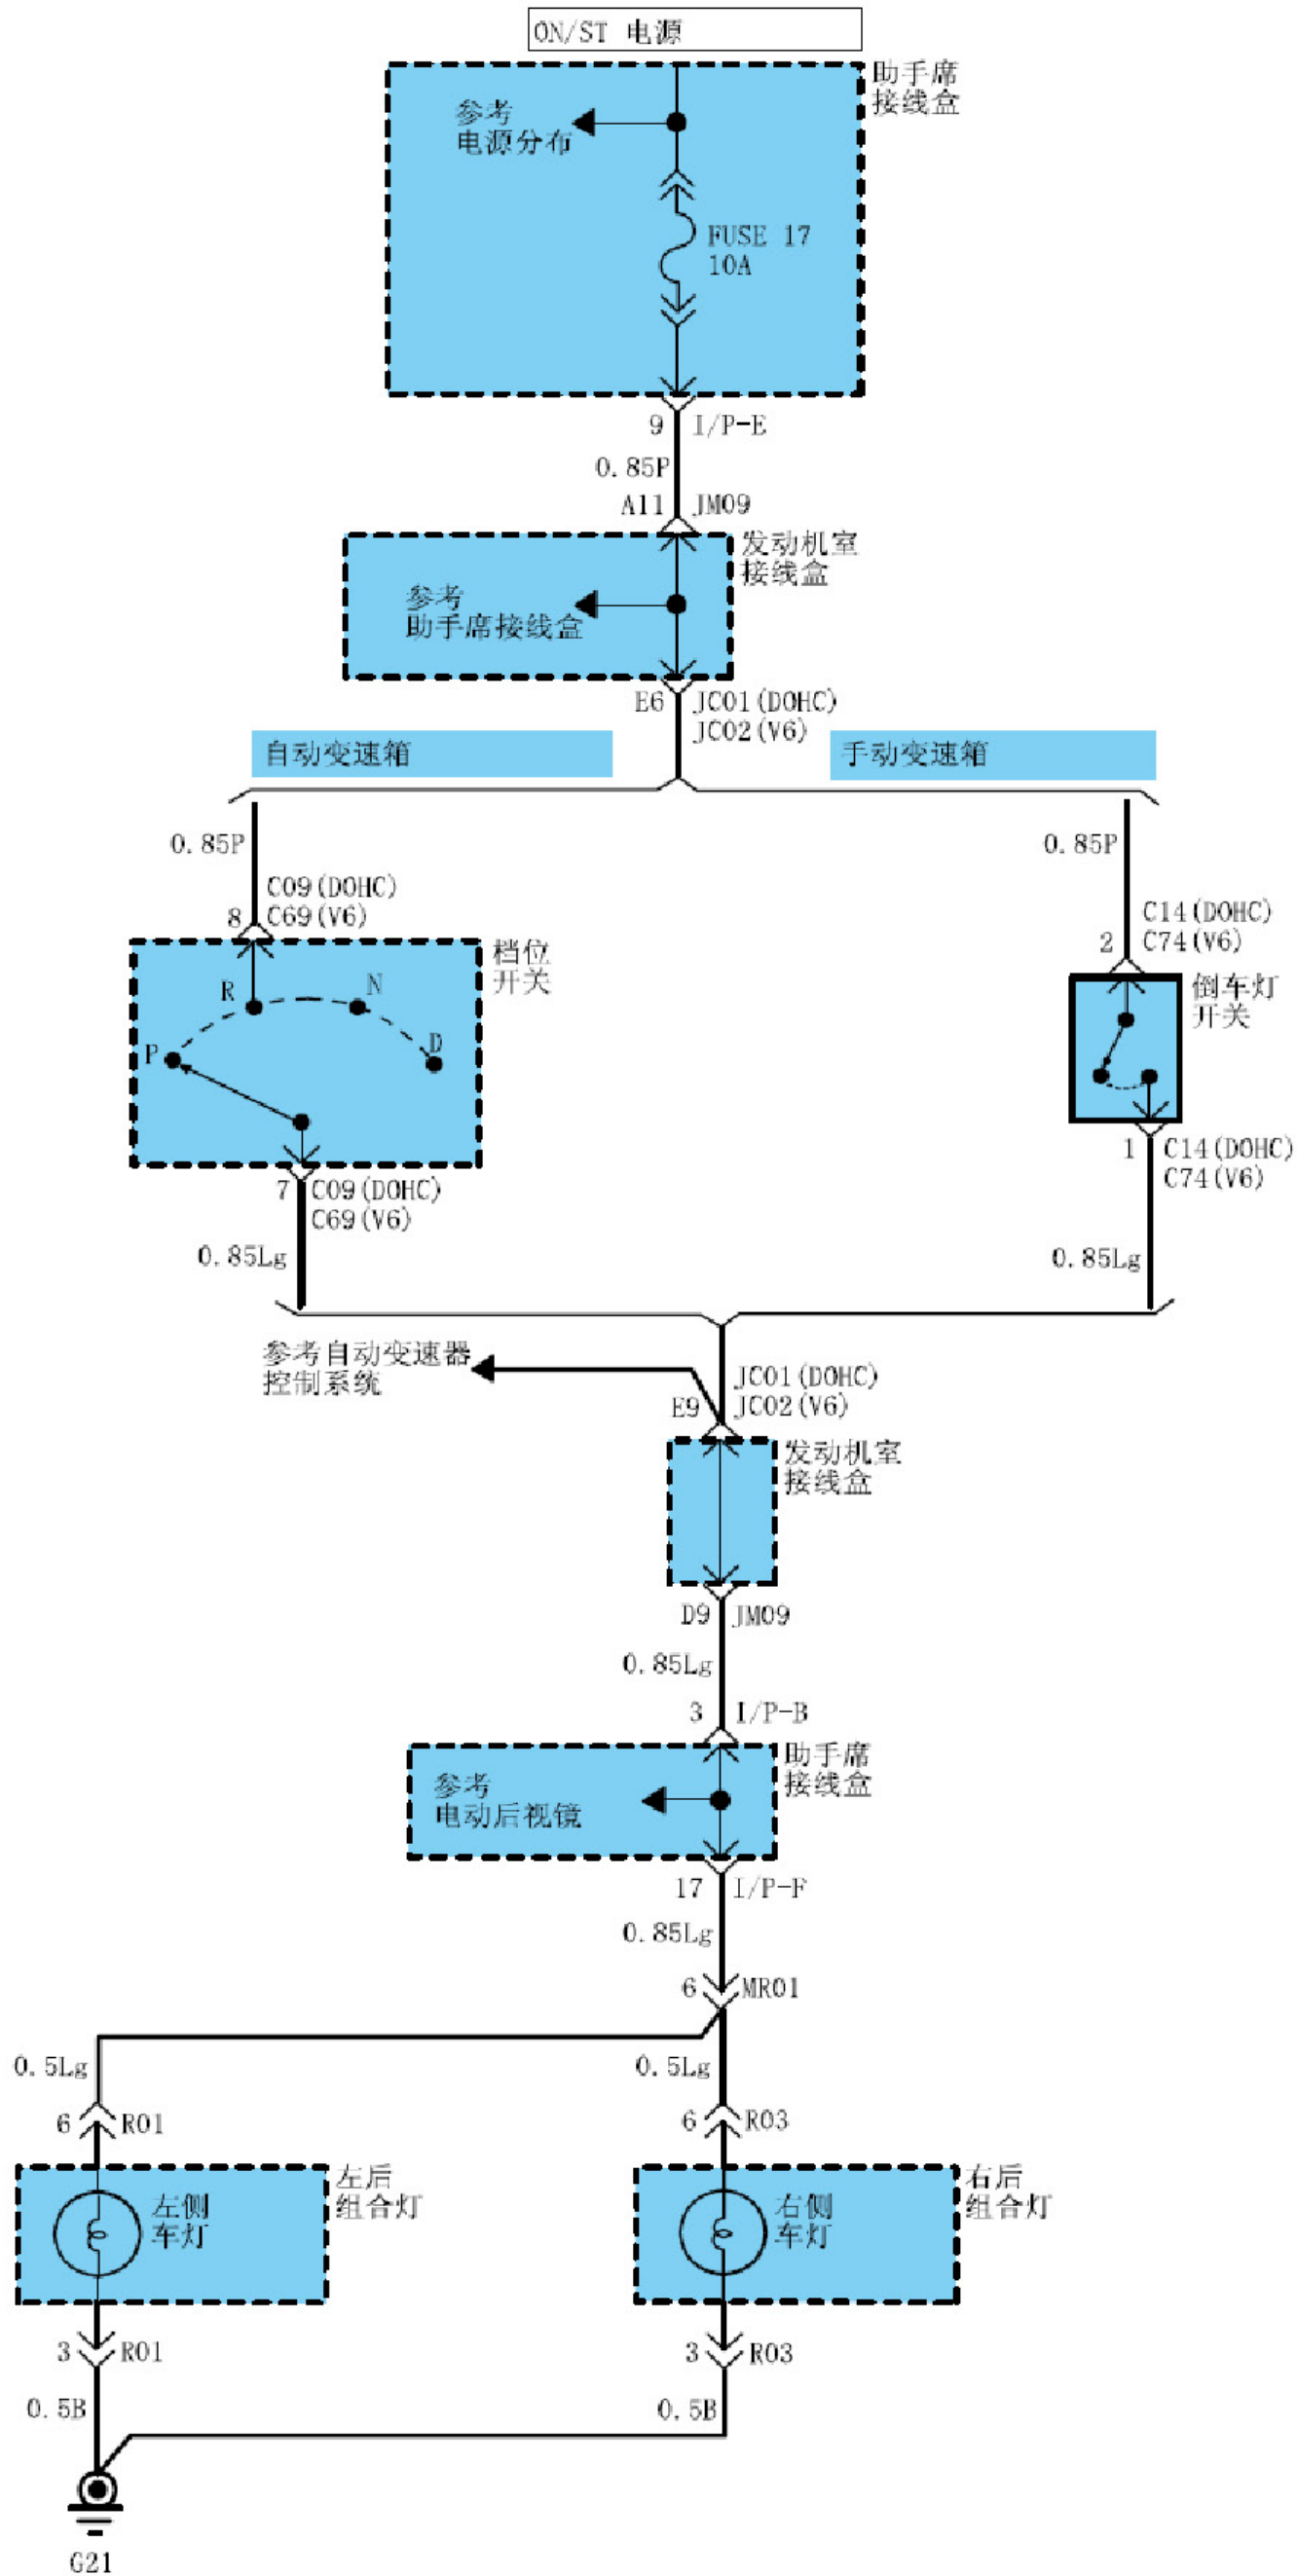 ON/ST 电源
助手席
接线盒
参考
电源分布
FUSE 17
10A
9 I/P-E
0.85P
A11 JM09
发动机室
接线盒
参考
助手席接线盒
E6 JC01(DOHC)
JC02(V6)
自动变速箱
手动变速箱
0.85P
0.85P
C09(DOHC)
8 C69(V6)
C14(DOHC)
2 C74(V6)
档位
开关
R
N
P
D
倒车灯
开关
7 C09(DOHC)
C69(V6)
1 C14(DOHC)
C74(V6)
0.85Lg
0.85Lg
参考自动变速器
控制系统
JC01(DOHC)
E9 JC02(V6)
发动机室
接线盒
D9 JM09
0.85Lg
3 I/P-B
助手席
接线盒
参考
电动后视镜
17 I/P-F
0.85Lg
6 MR01
0.5Lg
0.5Lg
6 R01
6 R03
左后
组合灯
左侧
车灯
右后
组合灯
右侧
车灯
3 R01
3 R03
0.5B
0.5B
G21